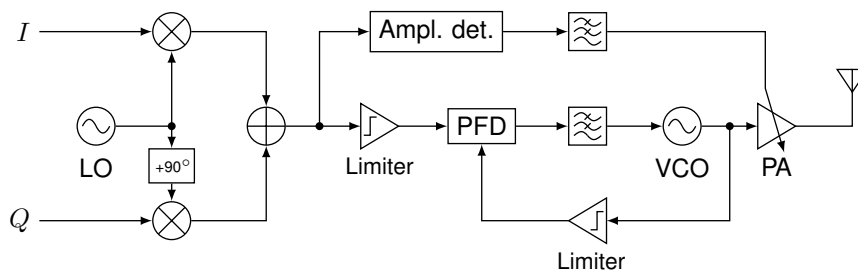 I
Ampl. det.
LO
+90°
Limiter
PFD
VCO
PA
Q
Limiter